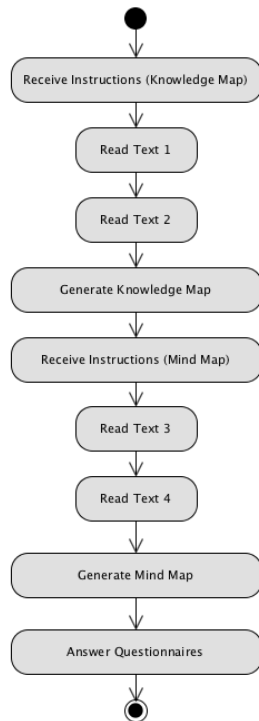 Receive Instructions (Knowledge Map)
Read Text 1
Read Text 2
Generate Knowledge Map
Receive Instructions (Mind Map)
Read Text 3
Read Text 4
Generate Mind Map
Answer Questionnaires